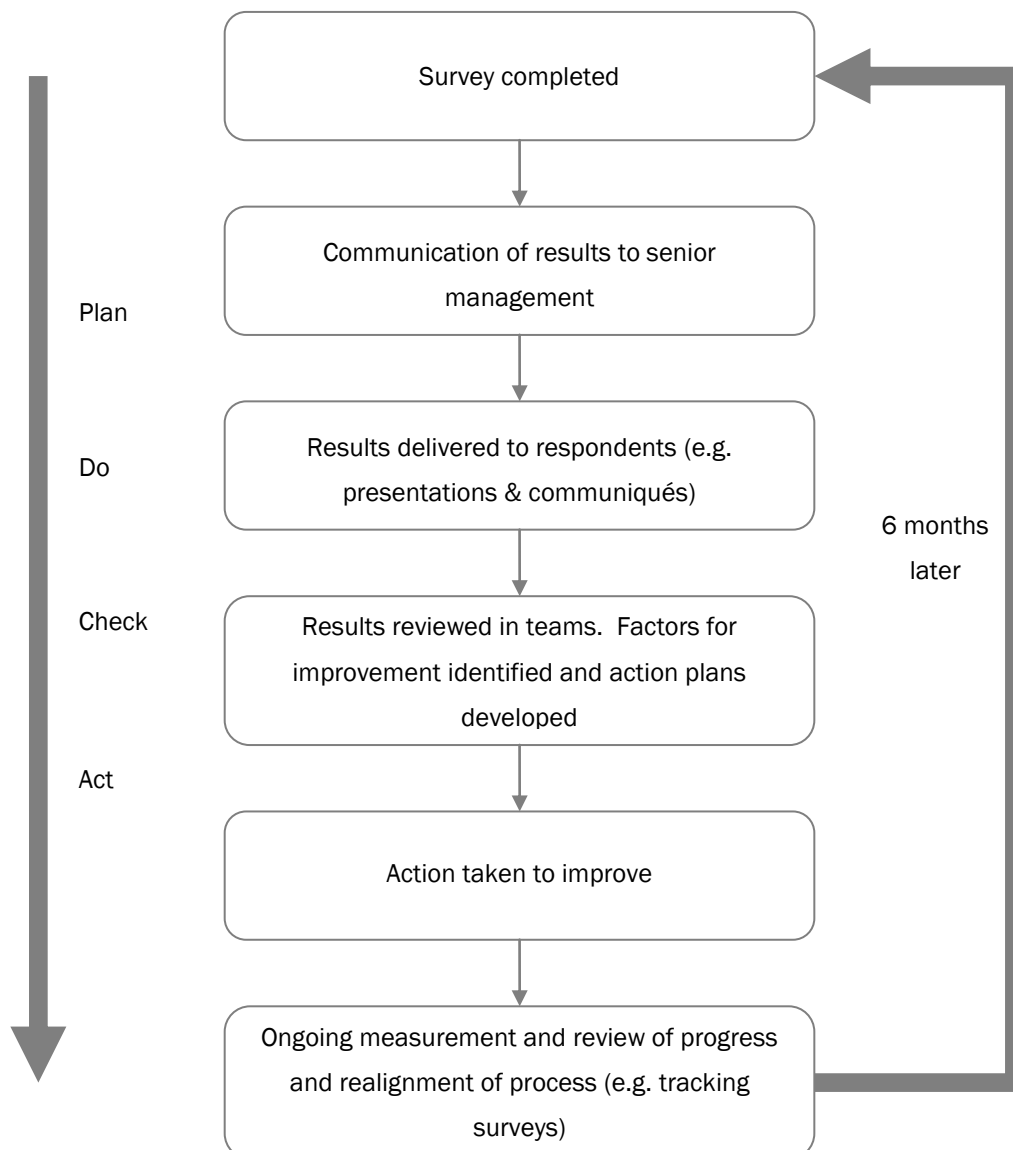 Survey completed
Communication of results to senior
management
Plan
Results delivered to respondents (e.g.
presentations & communiqués)
Do
6 months
later
Check
Results reviewed in teams.  Factors for
improvement identified and action plans
developed
Act
Action taken to improve
Ongoing measurement and review of progress
and realignment of process (e.g. tracking
surveys)